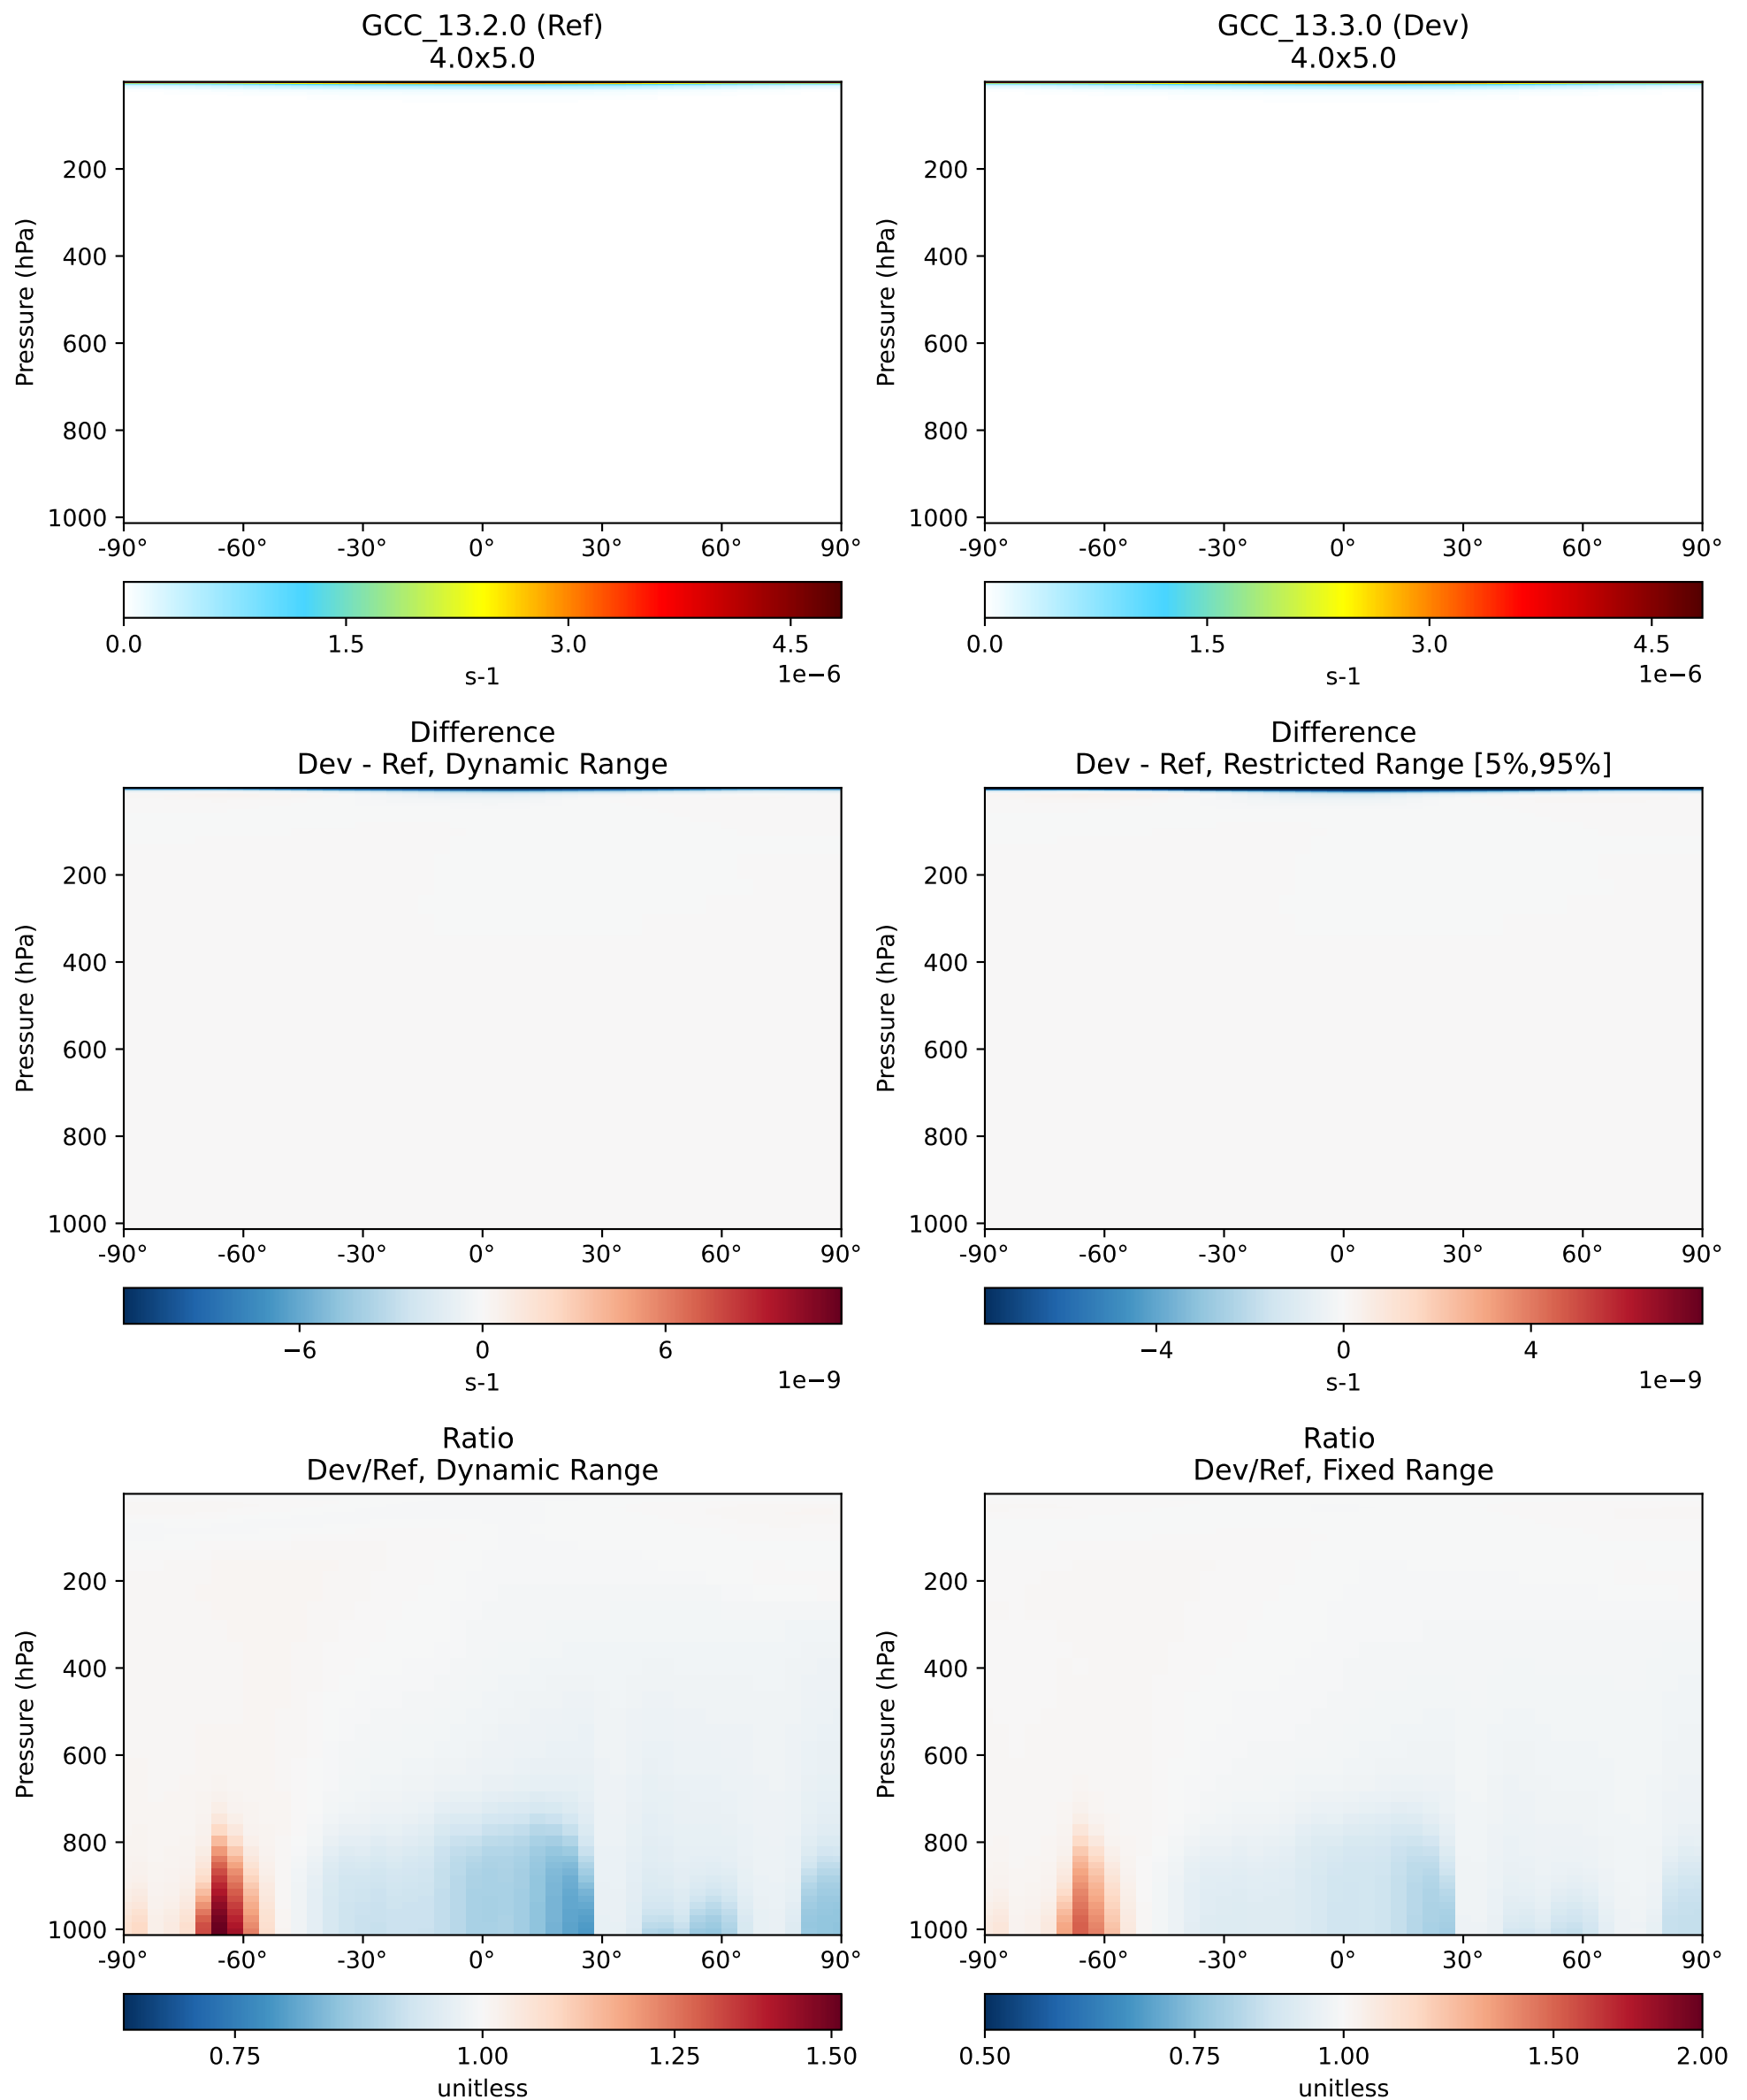 GCC_13.2.0 (Ref)
4.0x5.0
Pressure (hPa)
200
400
600
800
1000
-90° -60° -30° 0° 30° 60° 90°
0.0 1.5 3.0 4.5
s-1
1e−6
GCC_13.3.0 (Dev)
4.0x5.0
Pressure (hPa)
200
400
600
800
1000
-90° -60° -30° 0° 30° 60° 90°
0.0 1.5 3.0 4.5
s-1
1e−6
Difference
Dev - Ref, Dynamic Range
Pressure (hPa)
200
400
600
800
1000
-90° -60° -30° 0° 30° 60° 90°
−6 0 6
s-1
1e−9
Difference
Dev - Ref, Restricted Range [5%,95%]
Pressure (hPa)
200
400
600
800
1000
-90° -60° -30° 0° 30° 60° 90°
−4 0 4
s-1
1e−9
Ratio
Dev/Ref, Dynamic Range
Pressure (hPa)
200
400
600
800
1000
-90° -60° -30° 0° 30° 60° 90°
0.75 1.00 1.25 1.50
unitless
Ratio
Dev/Ref, Fixed Range
Pressure (hPa)
200
400
600
800
1000
-90° -60° -30° 0° 30° 60° 90°
0.50 0.75 1.00 1.50 2.00
unitless